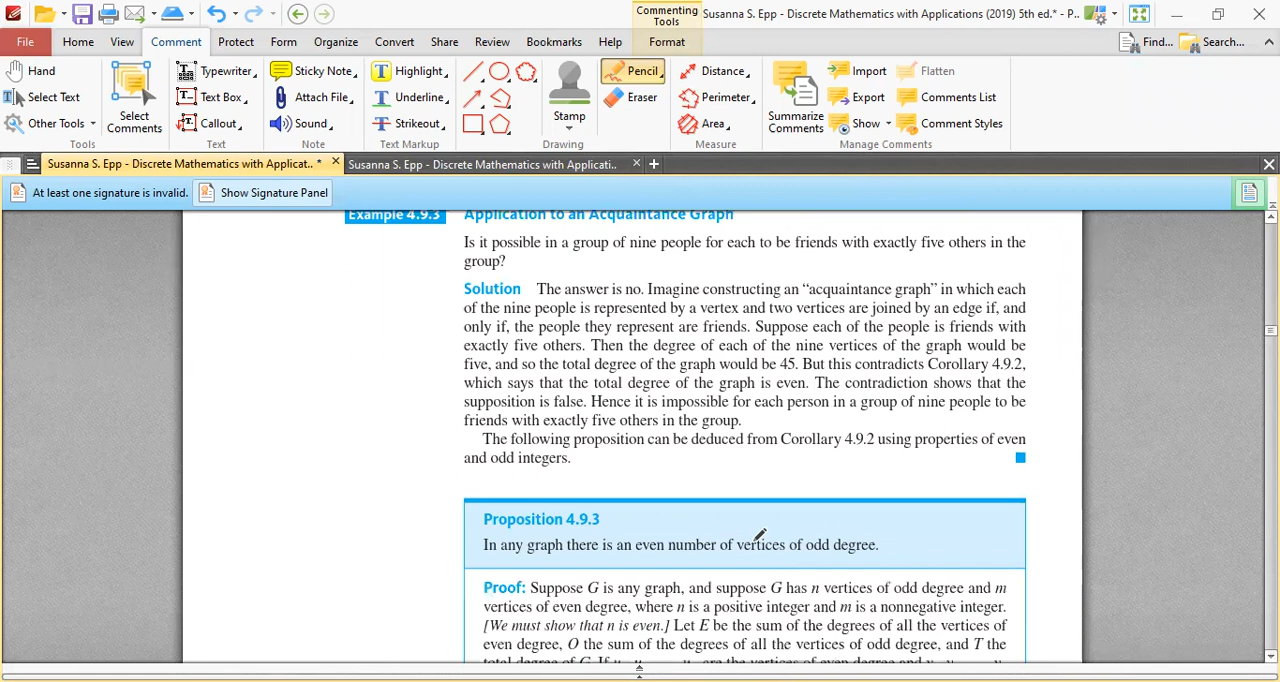 Commenting
Tools
Susanna S. Epp - Discrete Mathematics with Applications (2019) 5th ed.* - P..
File Home View Comment Protect Form Organize Convert Share Review Bookmarks Help Format Find... Search...
Hand
Select Text
Other Tools
Tools
Select
Comments
Typewriter
Text Box
Callout
Text
Sticky Note
Attach File
Sound
Highlight
Underline
Strikeout
Text Markup
Stamp
Pencil
Eraser
Drawing
Distance
Perimeter
Area
Measure
Summarize
Comments
Import
Export
Show
Flatten
Comments List
Comment Styles
Manage Comments
Susanna S. Epp - Discrete Mathematics with Applicat.. *
Susanna S. Epp - Discrete Mathematics with Applicati..
At least one signature is invalid. Show Signature Panel
Example 4.9.3 Application to an Acquaintance Graph
Is it possible in a group of nine people for each to be friends with exactly five others in the
group?
Solution The answer is no. Imagine constructing an “acquaintance graph” in which each
of the nine people is represented by a vertex and two vertices are joined by an edge if, and
only if, the people they represent are friends. Suppose each of the people is friends with
exactly five others. Then the degree of each of the nine vertices of the graph would be
five, and so the total degree of the graph would be 45. But this contradicts Corollary 4.9.2,
which says that the total degree of the graph is even. The contradiction shows that the
supposition is false. Hence it is impossible for each person in a group of nine people to be
friends with exactly five others in the group.
The following proposition can be deduced from Corollary 4.9.2 using properties of even
and odd integers.
Proposition 4.9.3
In any graph there is an even number of vertices of odd degree.
Proof: Suppose G is any graph, and suppose G has n vertices of odd degree and m
vertices of even degree, where n is a positive integer and m is a nonnegative integer.
[We must show that n is even.] Let E be the sum of the degrees of all the vertices of
even degree, O the sum of the degrees of all the vertices of odd degree, and T the